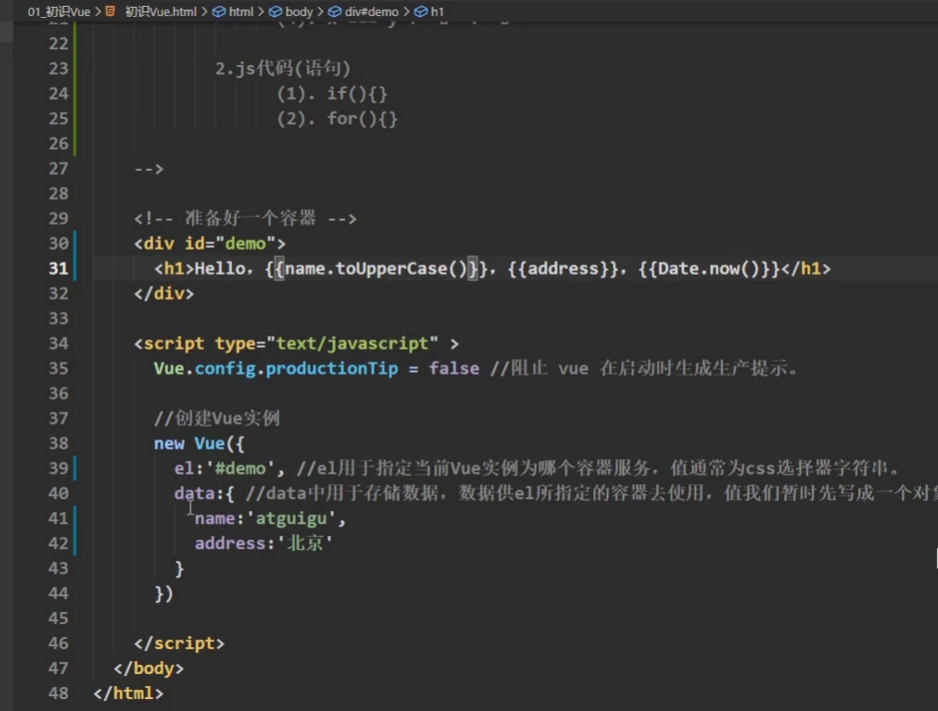 01_初识Vue > 初识Vue.html > html > body > div#demo > h1
21
22
23 2.js代码(语句)
24 (1). if(){}
25 (2). for(){}
26
27 -->
28
29 <!-- 准备好一个容器 -->
30 <div id="demo">
31 <h1>Hello，{{name.toUpperCase()}}，{{address}}，{{Date.now()}}</h1>
32 </div>
33
34 <script type="text/javascript" >
35 Vue.config.productionTip = false //阻止 vue 在启动时生成生产提示。
36
37 //创建Vue实例
38 new Vue({
39 el:'#demo', //el用于指定当前Vue实例为哪个容器服务，值通常为css选择器字符串。
40 data:{ //data中用于存储数据，数据供el所指定的容器去使用，值我们暂时先写成一个对
41 name:'atguigu',
42 address:'北京'
43 }
44 })
45
46 </script>
47 </body>
48 </html>